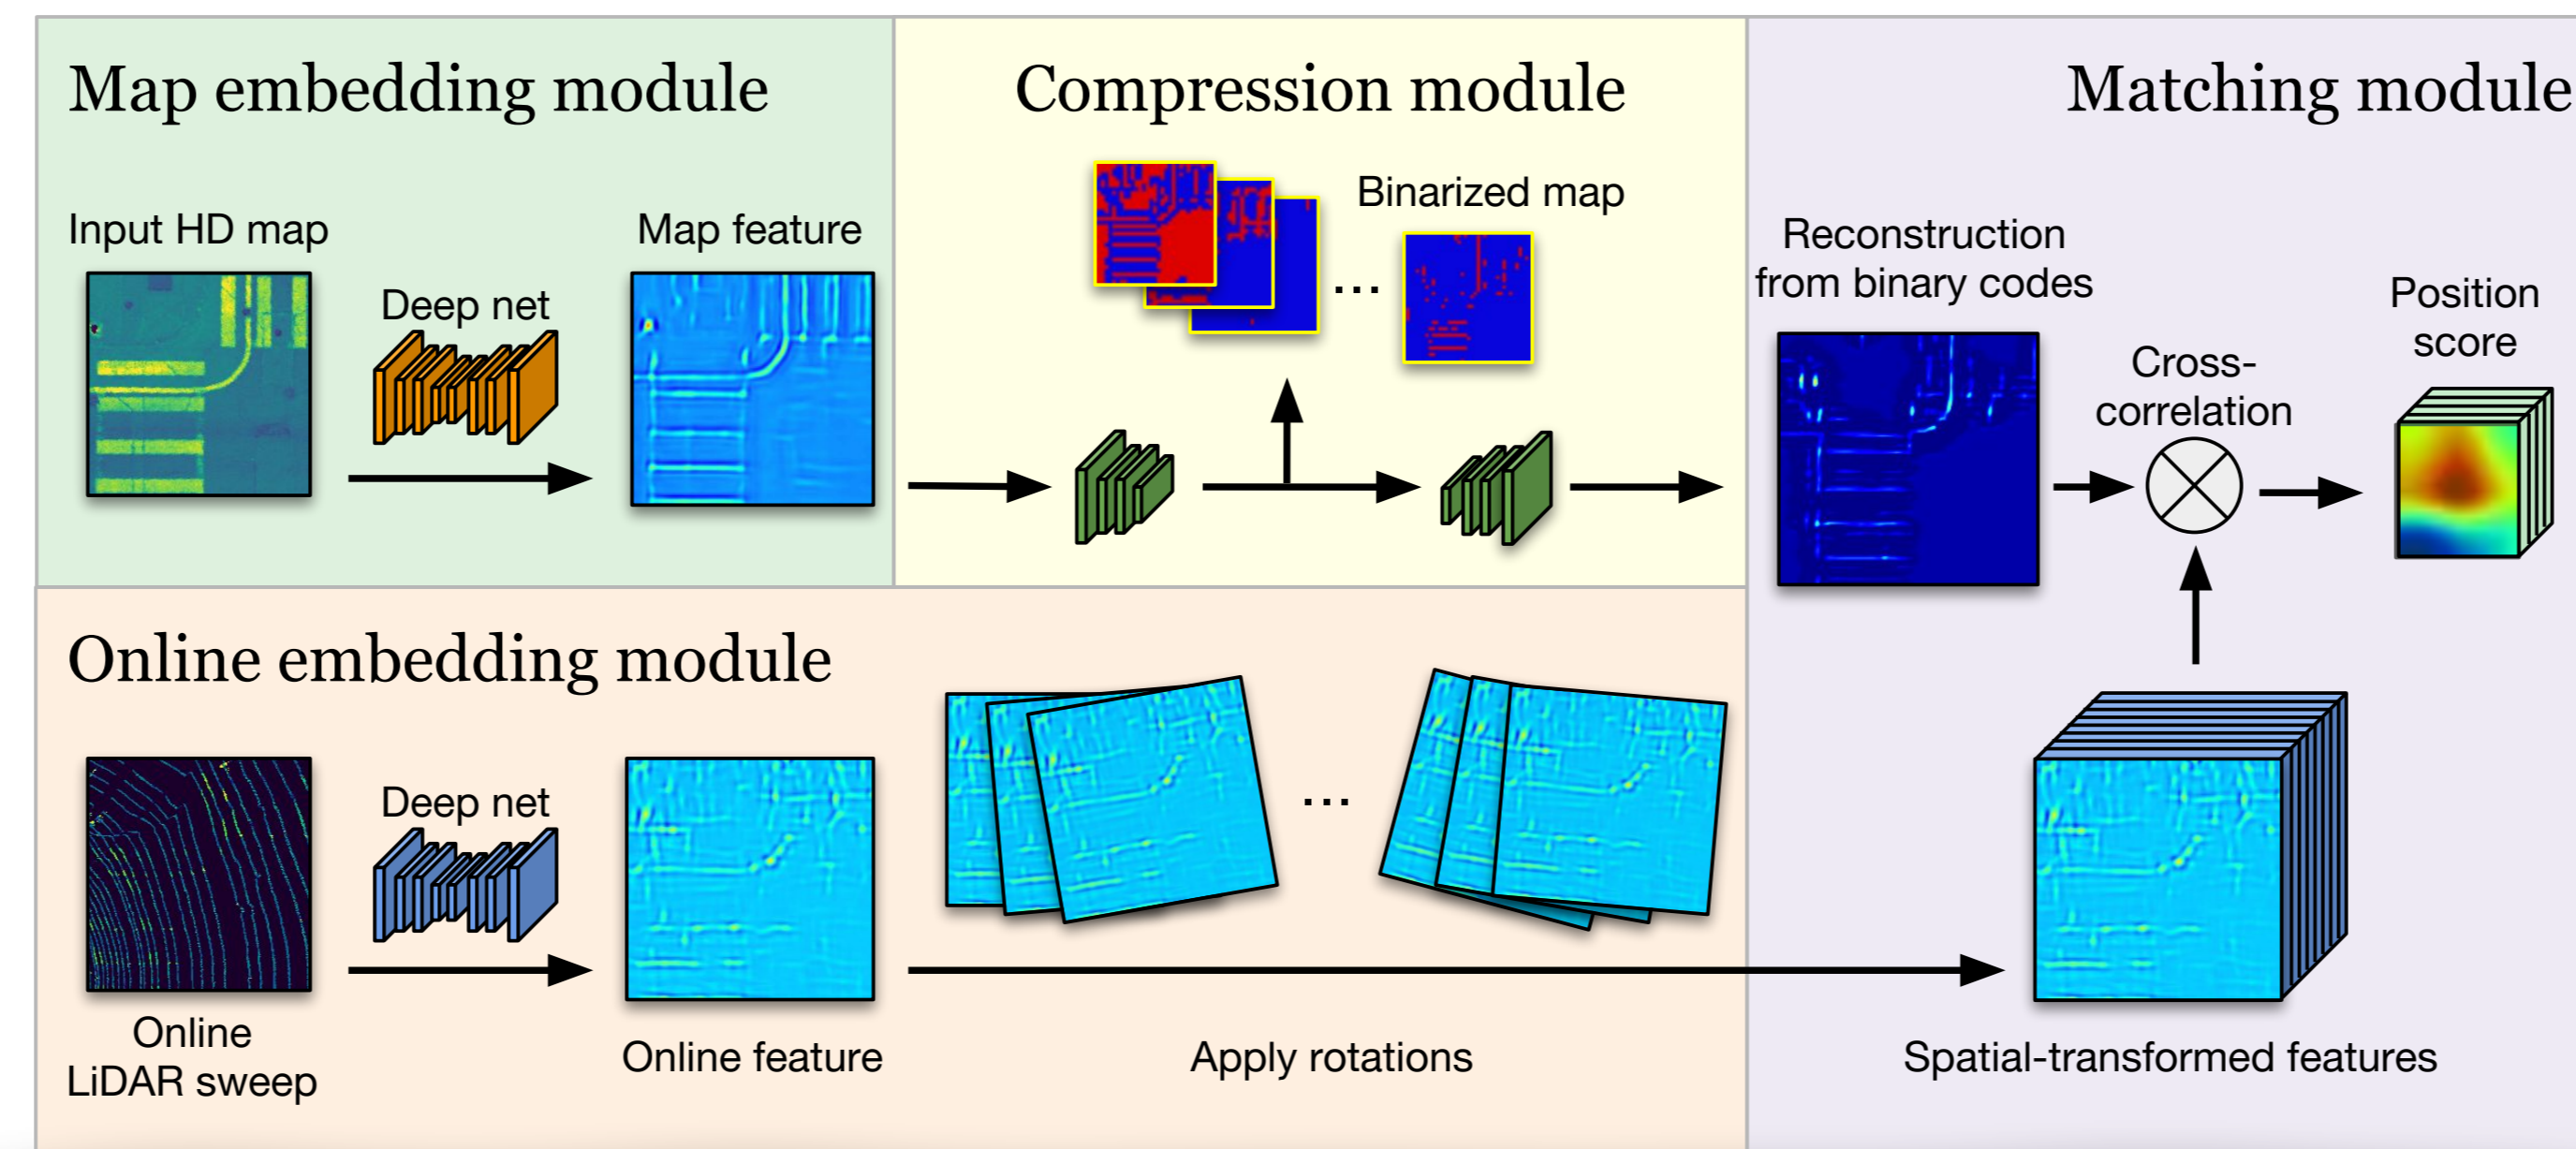 Map embedding module
Input HD map
Deep net
Map feature
Compression module
Binarized map
...
Matching module
Reconstruction
from binary codes
Cross-
correlation
Position
score
Online embedding module
Deep net
Online
LiDAR sweep
Online feature
...
Apply rotations
Spatial-transformed features